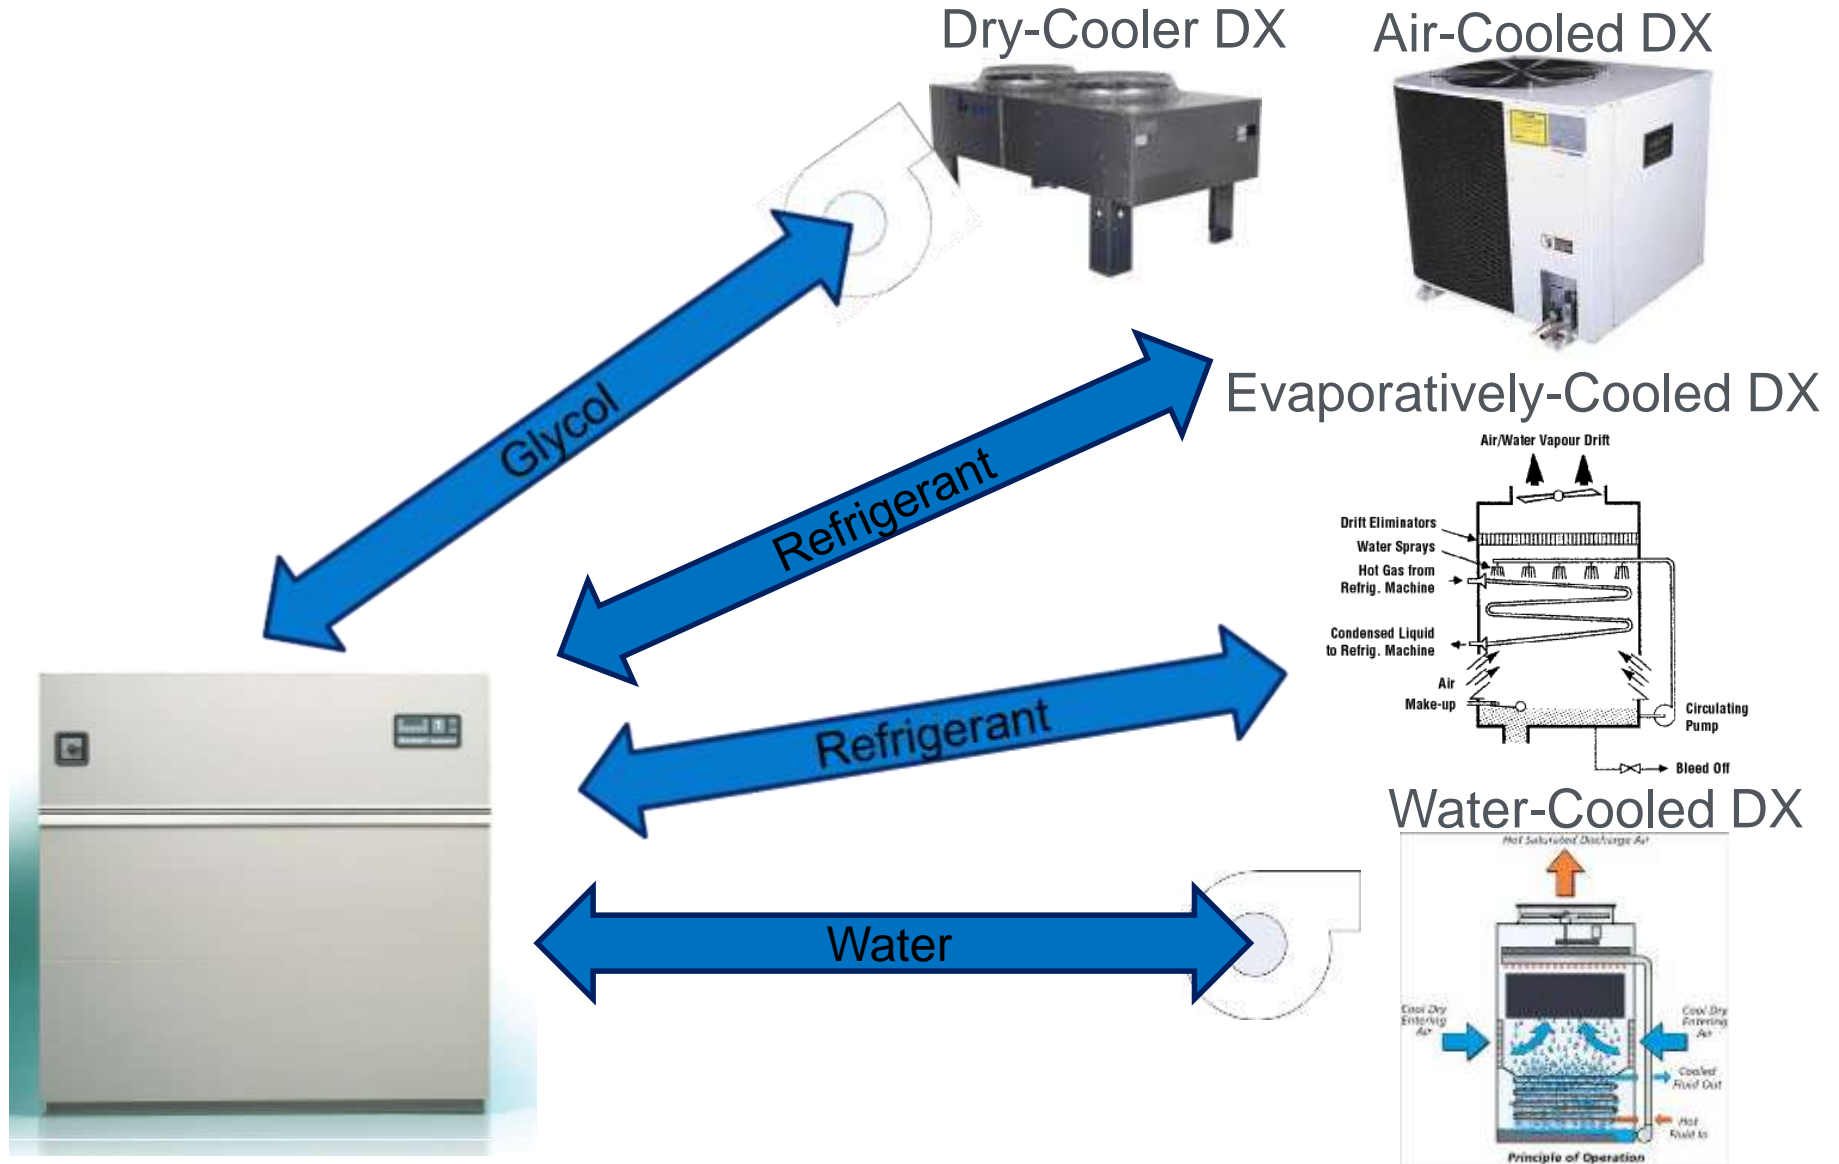 Dry-Cooler DX
Air-Cooled DX
Glycol
Refrigerant
Evaporatively-Cooled DX
Air/Water Vapour Drift
Drift Eliminators
Water Sprays
Hot Gas from
Refrig. Machine
Condensed Liquid
to Refrig. Machine
Air
Make-up
Circulating
Pump
Bleed Off
Refrigerant
Water-Cooled DX
Water
Hot Saturated Discharge Air
Cool Dry
Entering
Air
Cool Dry
Entering
Air
Cooled
Fluid Out
Hot
Fluid In
Principle of Operation